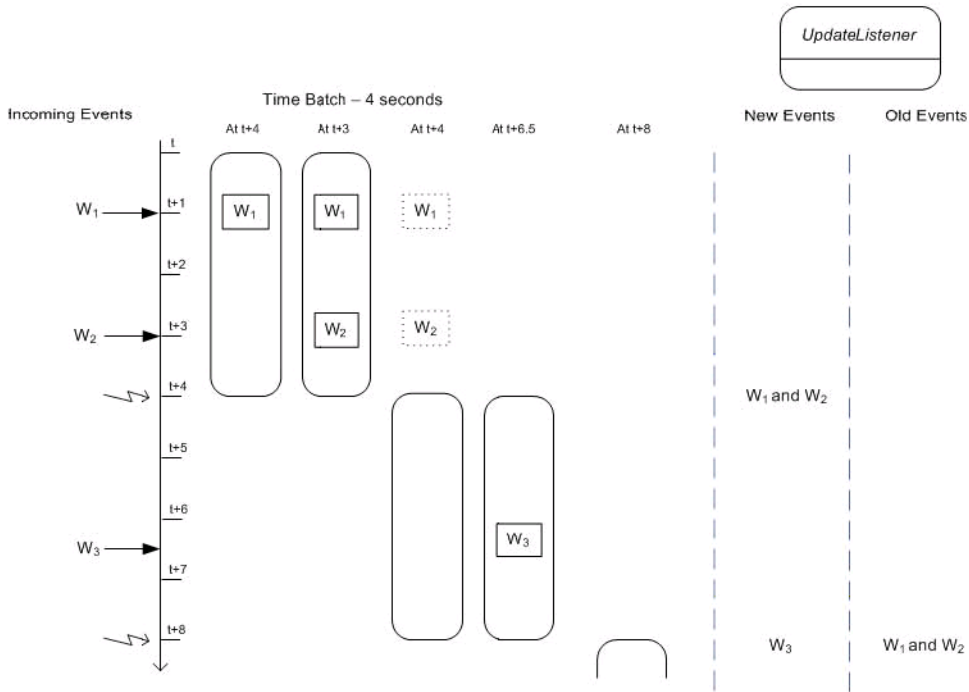 UpdateListener
Time Batch – 4 seconds
Incoming Events
New Events Old Events
At t+4 At t+3 At t+4 At t+6.5 At t+8
t
W1 t+1 W1 W1 W1
t+2
W2 t+3 W2 W2
t+4 W1 and W2
t+5
t+6
W3 W3
t+7
t+8 W3 W1 and W2